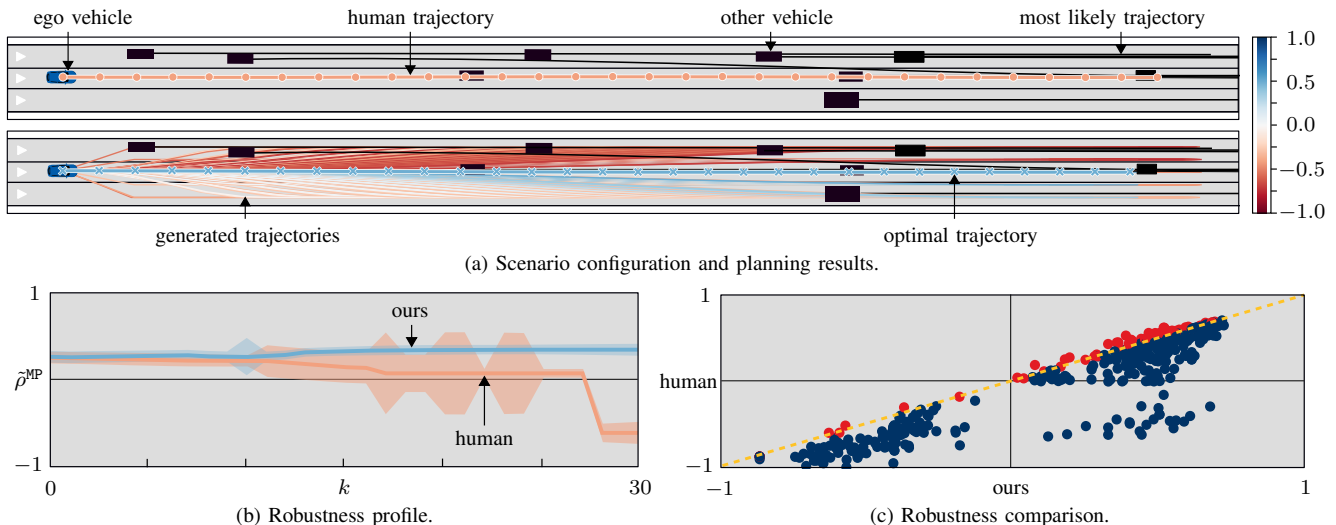 ego vehicle human trajectory other vehicle most likely trajectory
1.0
0.5
0.0
−0.5
−1.0
generated trajectories optimal trajectory
(a) Scenario configuration and planning results.
1
ours
ρ̃^MP
human
−1
0 k 30
(b) Robustness profile.
1
human
−1
−1 ours 1
(c) Robustness comparison.